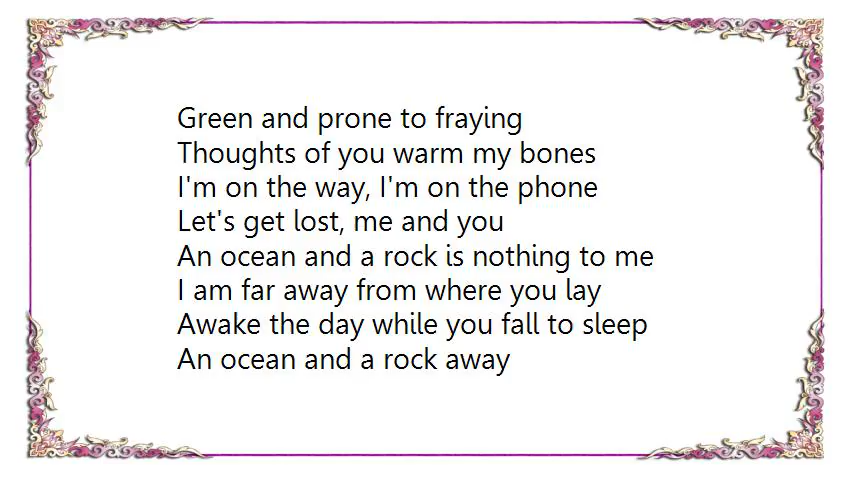 Green and prone to fraying
Thoughts of you warm my bones
I'm on the way, I'm on the phone
Let's get lost, me and you
An ocean and a rock is nothing to me
I am far away from where you lay
Awake the day while you fall to sleep
An ocean and a rock away